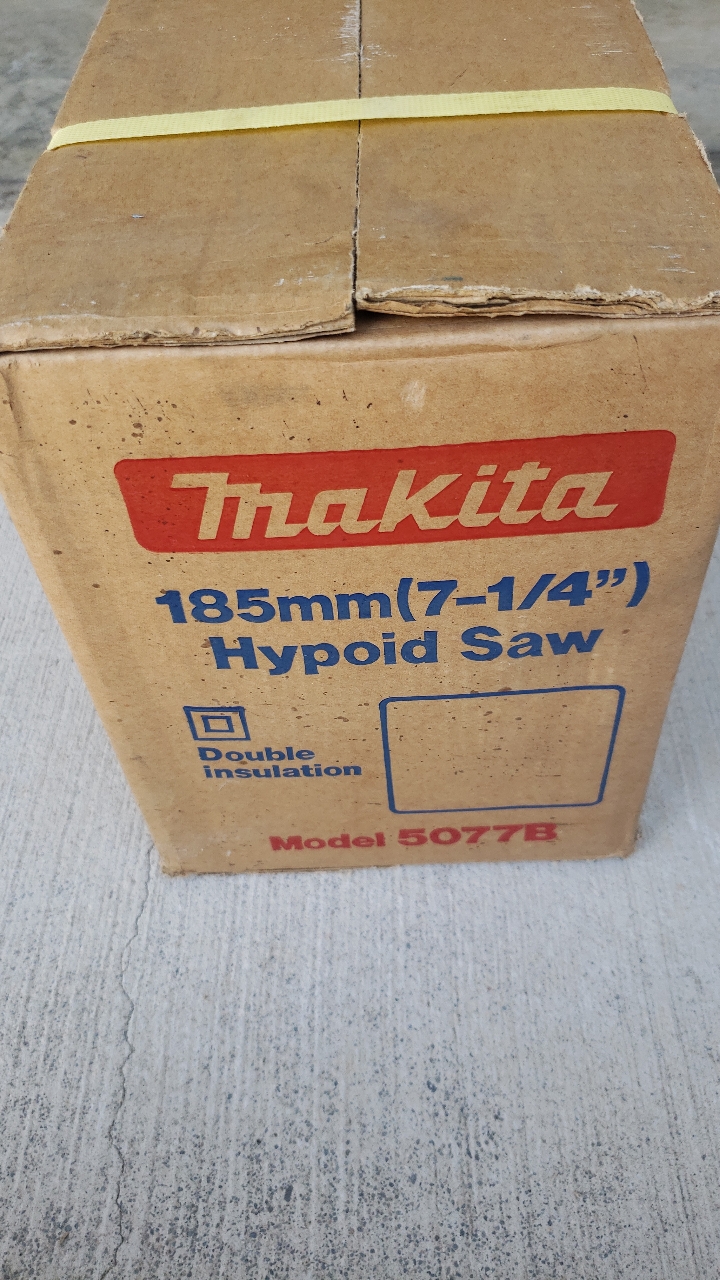 makita
185mm(7-1/4”)
Hypoid Saw
Double
insulation
Model 5077B